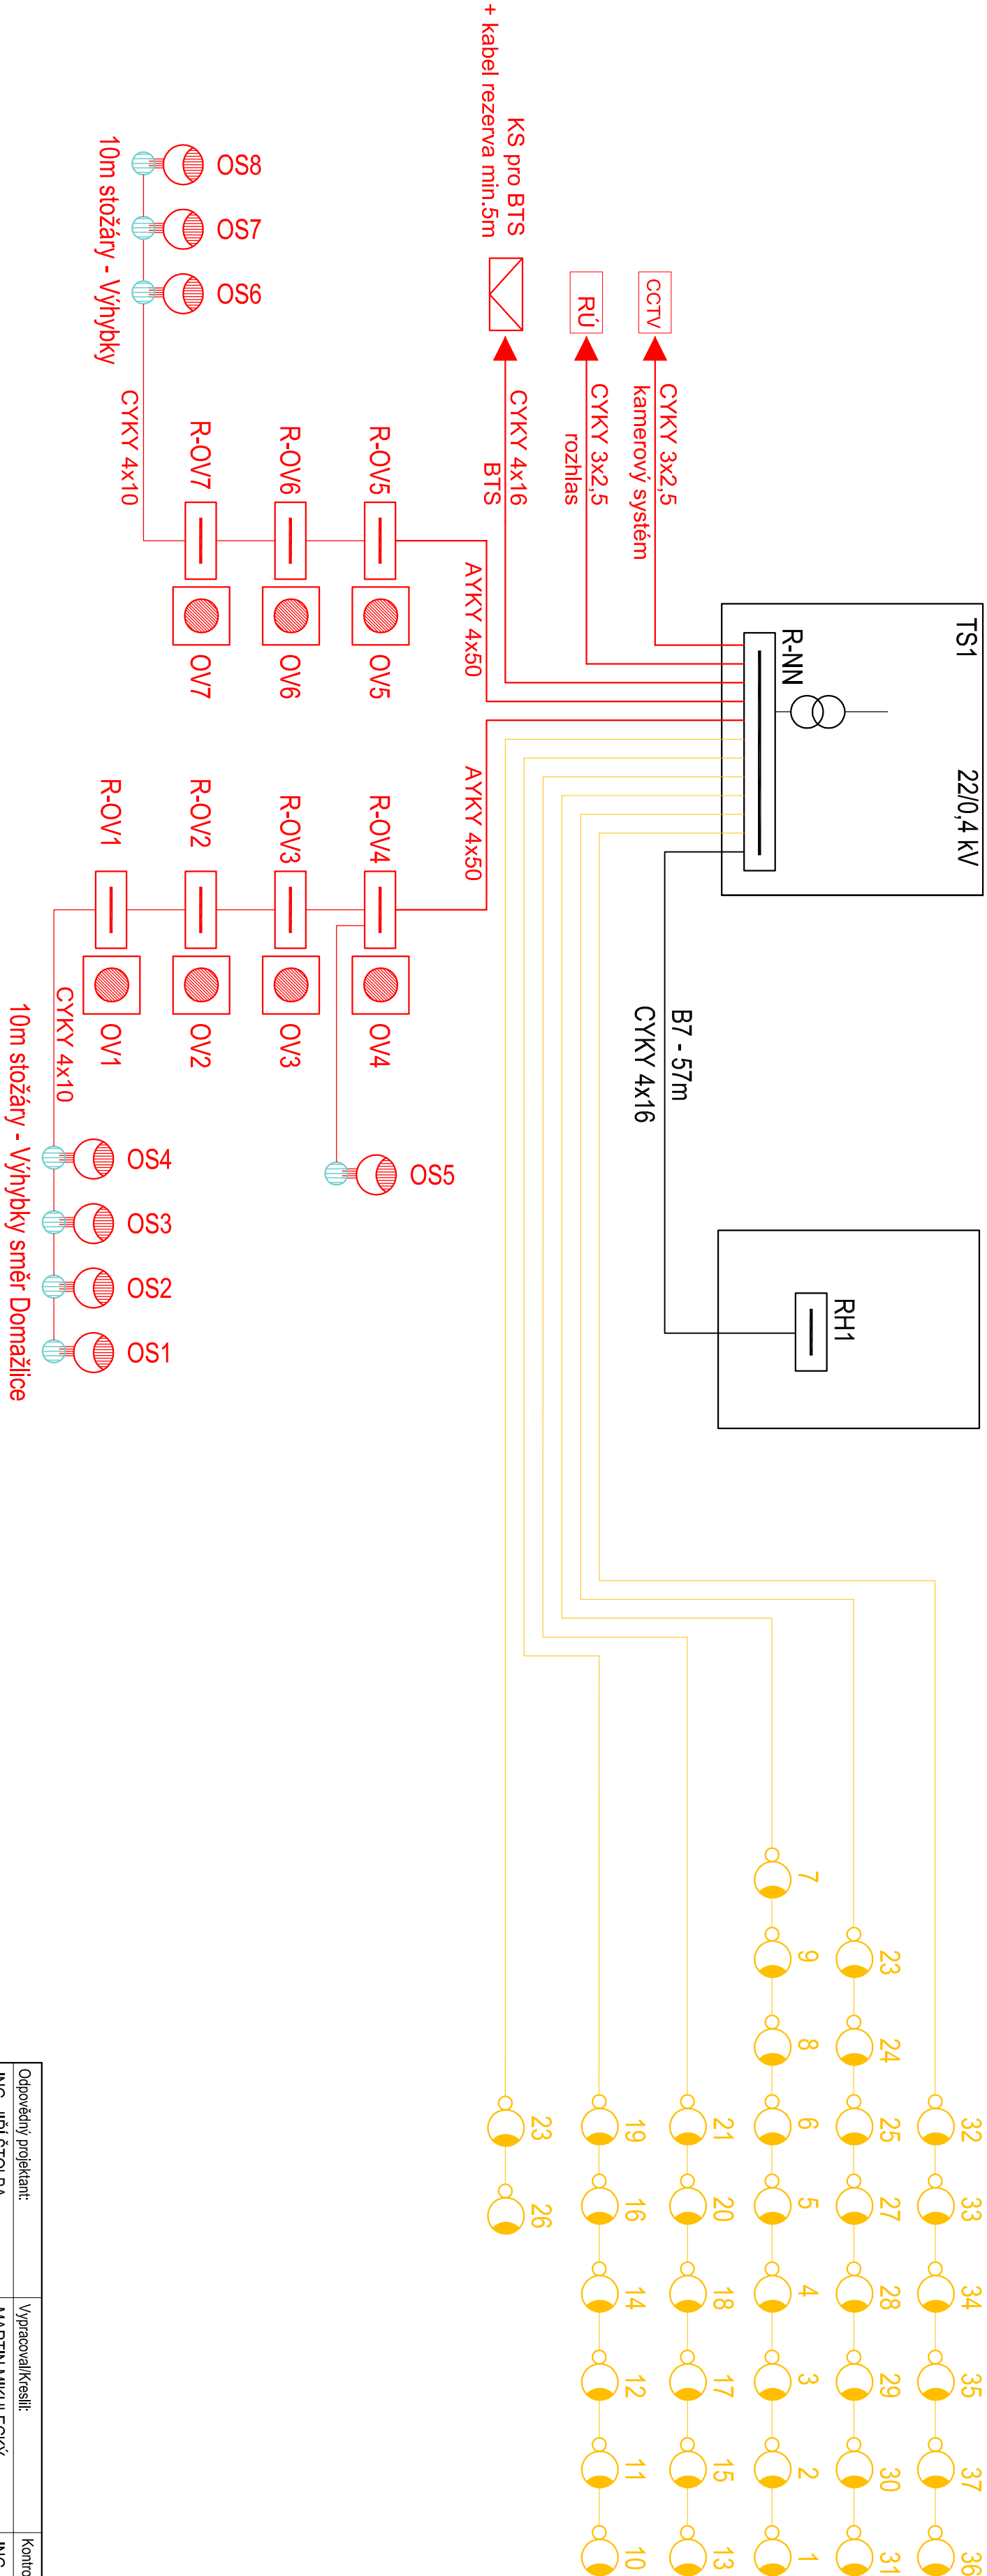 TS1
22/0,4 kV
R-NN
RH1
B7 - 57m
CYKY 4x16
CCTV
CYKY 3x2,5
kamerový systém
RÚ
CYKY 3x2,5
rozhlas
KS pro BTS
+ kabel rezerva min.5m
CYKY 4x16
BTS
AYKY 4x50
AYKY 4x50
OS8
OS7
OS6
10m stožáry - Výhybky
CYKY 4x10
R-OV5
OV5
R-OV6
OV6
R-OV7
OV7
R-OV4
OV4
R-OV3
OV3
R-OV2
OV2
R-OV1
OV1
OS5
OS4
OS3
OS2
OS1
CYKY 4x10
10m stožáry - Výhybky směr Domažlice
32 33 34 35 37 36
23 24 25 27 28 29 30 31
7 9 8 6 5 4 3 2 1
21 20 18 17 15 13
19 16 14 12 11 10
23 26
Odpovědný projektant:
Vypracoval/Kreslil: